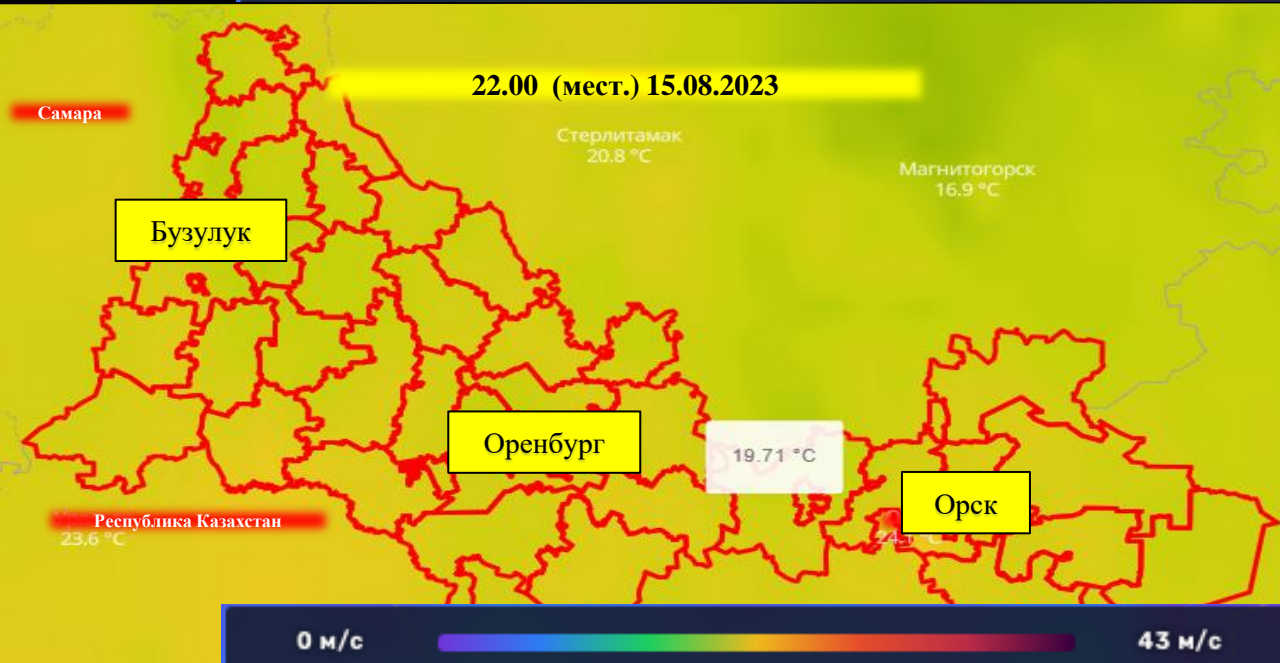 22.00 (мест.) 15.08.2023
Самара
Стерлитамак
20.8 °C
Магнитогорск
16.9 °C
Бузулук
Оренбург
19.71 °C
Орск
Республика Казахстан
23.6 °C
0 м/с
43 м/с